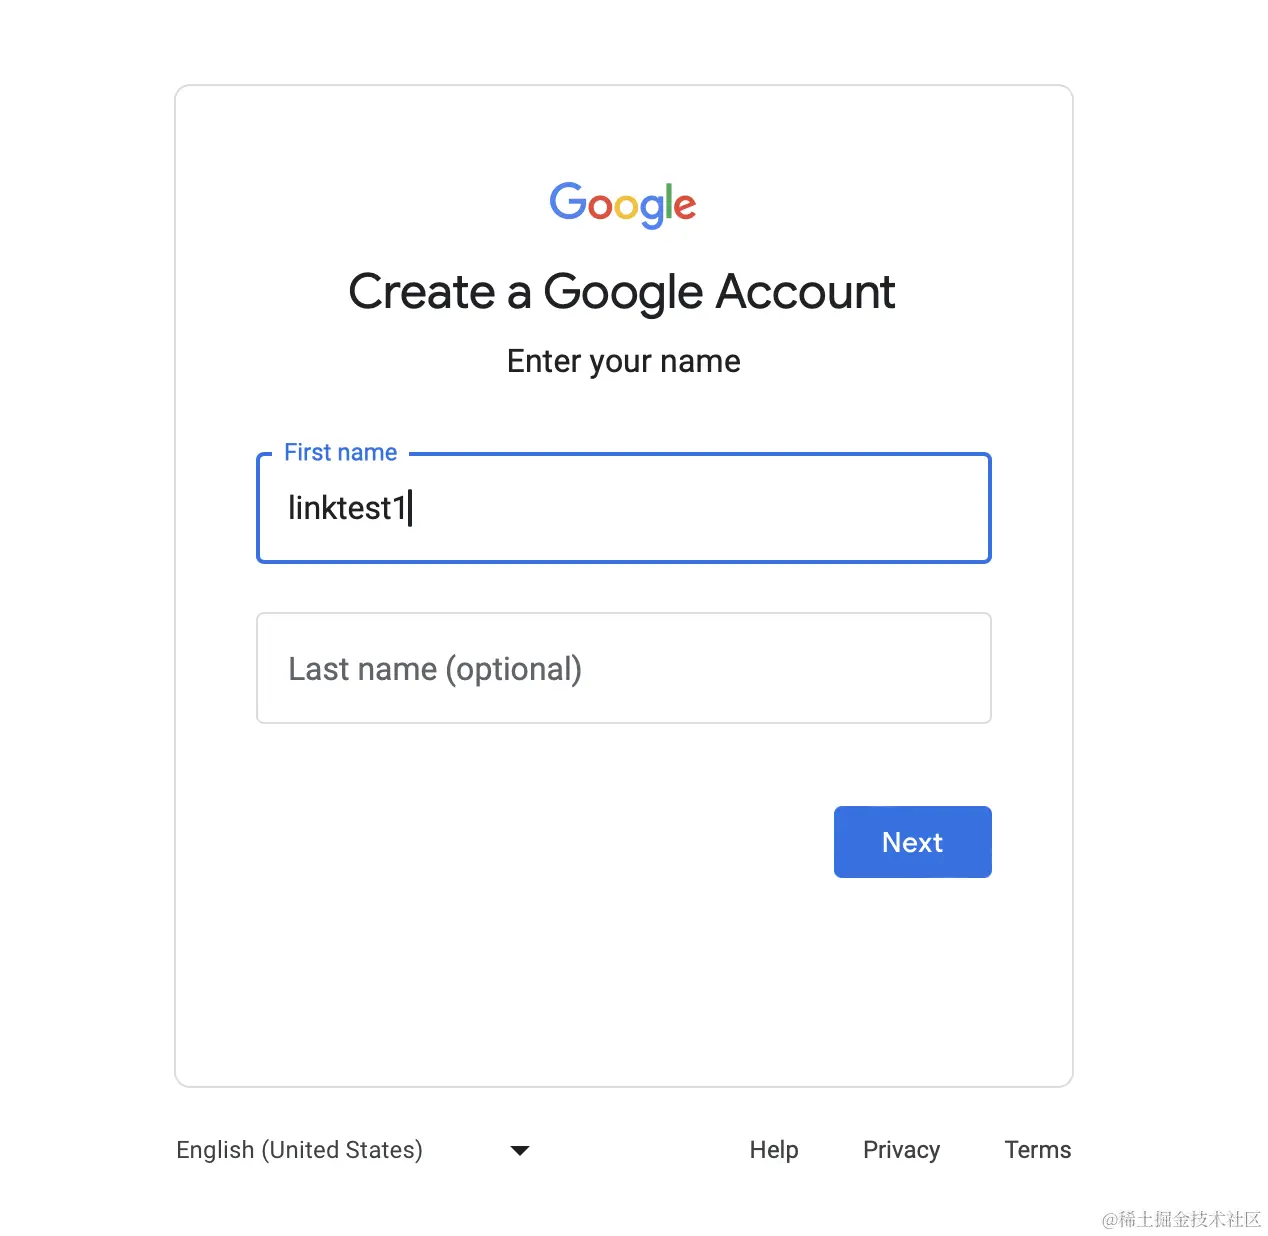 Google
Create a Google Account
Enter your name
First name
linktest1
Last name (optional)
Next
English (United States)
Help Privacy Terms
@稀土掘金技术社区